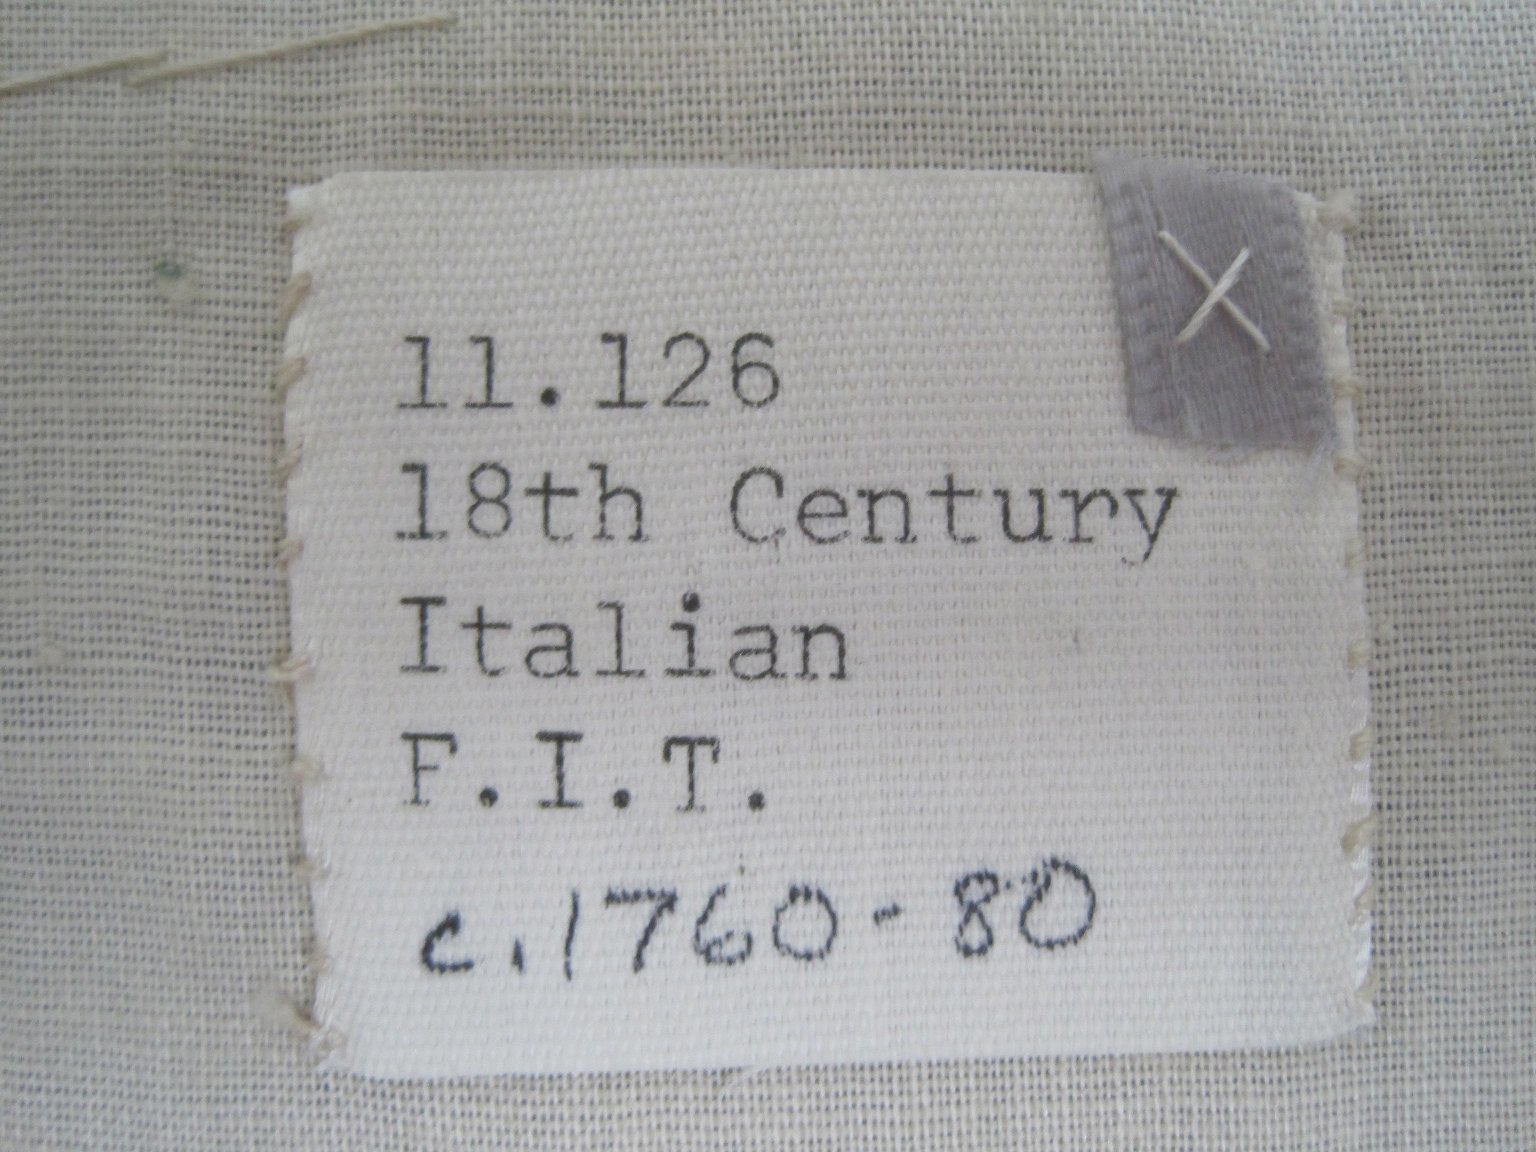 11.126
18th Century
Italian
F.I.T.
c.1760-80